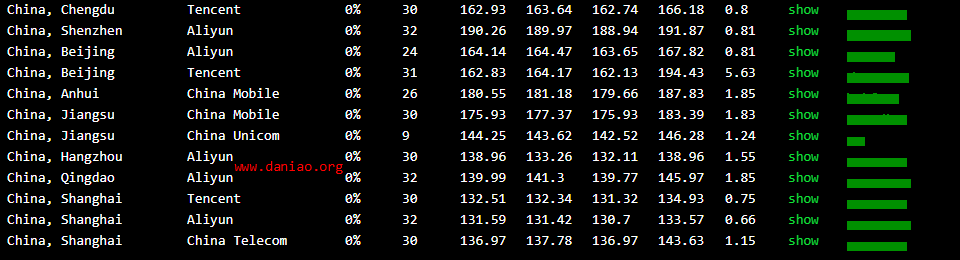 China, Chengdu Tencent 0% 30 162.93 163.64 162.74 166.18 0.8 show
China, Shenzhen Aliyun 0% 32 190.26 189.97 188.94 191.87 0.81 show
China, Beijing Aliyun 0% 24 164.14 164.47 163.65 167.82 0.81 show
China, Beijing Tencent 0% 31 162.83 164.17 162.13 194.43 5.63 show
China, Anhui China Mobile 0% 26 180.55 181.18 179.66 187.83 1.85 show
China, Jiangsu China Mobile 0% 30 175.93 177.37 175.93 183.39 1.83 show
China, Jiangsu China Unicom 0% 9 144.25 143.62 142.52 146.28 1.24 show
China, Hangzhou Aliyun 0% 30 138.96 133.26 132.11 138.96 1.55 show
www.daniao.org
China, Qingdao Aliyun 0% 32 139.99 141.3 139.77 145.97 1.85 show
China, Shanghai Tencent 0% 30 132.51 132.34 131.32 134.93 0.75 show
China, Shanghai Aliyun 0% 32 131.59 131.42 130.7 133.57 0.66 show
China, Shanghai China Telecom 0% 30 136.97 137.78 136.97 143.63 1.15 show